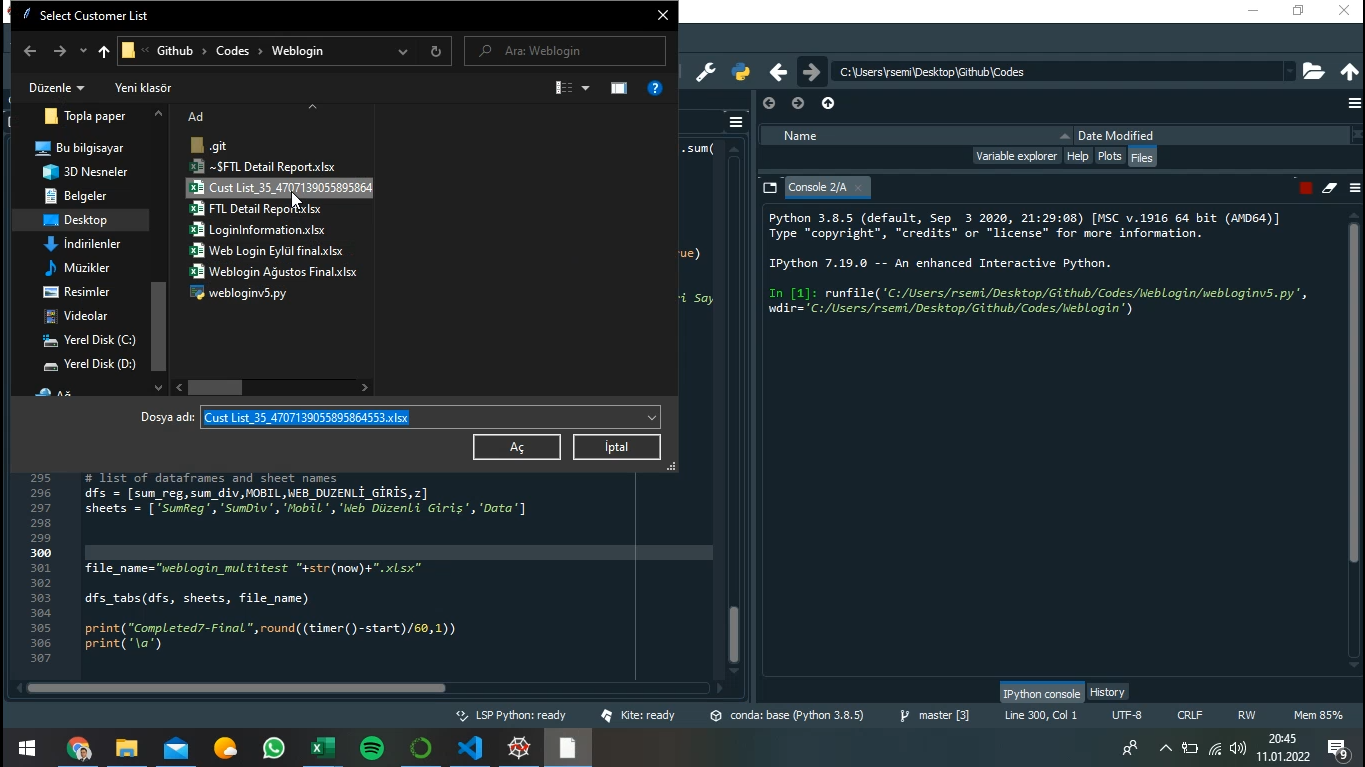 Select Customer List
Github > Codes > Weblogin
Ara: Weblogin
Düzenle
Yeni klasör
Topla paper
Bu bilgisayar
3D Nesneler
Belgeler
Desktop
İndirilenler
Müzikler
Resimler
Videolar
Yerel Disk (C:)
Yerel Disk (D:)
Ad
.git
~$FTL Detail Report.xlsx
Cust List_35_4707139055895864
FTL Detail Report.xlsx
LoginInformation.xlsx
Web Login Eylül final.xlsx
Weblogin Ağustos Final.xlsx
webloginv5.py
Dosya adı:
Cust List_35_4707139055895864553.xlsx
Aç
İptal
.sum(
ue)
ri Say
295 # list of dataframes and sheet names
296 dfs = [sum_reg,sum_div,MOBIL,WEB_DUZENLİ_GİRİŞ,z]
297 sheets = ['SumReg','SumDiv','Mobil','Web Düzenli Giriş','Data']
298
299
300
301 file_name="weblogin_multitest "+str(now)+".xlsx"
302
303 dfs_tabs(dfs, sheets, file_name)
304
305 print("Completed7-Final",round((timer()-start)/60,1))
306 print('\a')
307
C:\Users\rsemi\Desktop\Github\Codes
Name
Date Modified
Variable explorer
Help
Plots
Files
Console 2/A
Python 3.8.5 (default, Sep 3 2020, 21:29:08) [MSC v.1916 64 bit (AMD64)]
Type "copyright", "credits" or "license" for more information.
IPython 7.19.0 -- An enhanced Interactive Python.
In [1]: runfile('C:/Users/rsemi/Desktop/Github/Codes/Weblogin/webloginv5.py',
wdir='C:/Users/rsemi/Desktop/Github/Codes/Weblogin')
IPython console
History
LSP Python: ready
Kite: ready
conda: base (Python 3.8.5)
master [3]
Line 300, Col 1
UTF-8
CRLF
RW
Mem 85%
20:45
11.01.2022
9